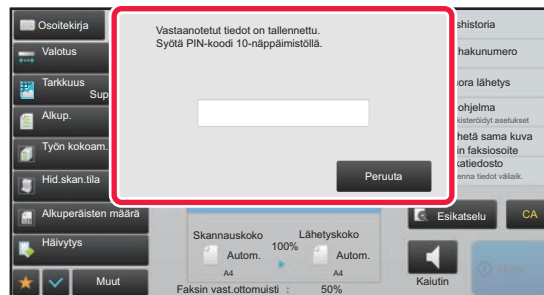 Osoitekirja
Valotus
Tarkkuus
Sup
Alkup.
Työn kokoam.
Hid.skan.tila
Alkuperäisten määrä
Häivytys
Muut
Vastaanotetut tiedot on tallennettu.
Syötä PIN-koodi 10-näppäimistöllä.
Peruuta
Skannauskoko
100%
Lähetyskoko
Autom.
A4
Autom.
A4
Faksin vast.ottomuisti : 50%
shistoria
hakunumero
ora lähetys
ohjelma
kisteröidyt asetukset
hetä sama kuva
in faksiosoite
katiedosto
enna tiedot väliaik.
Esikatselu
CA
Kaiutin